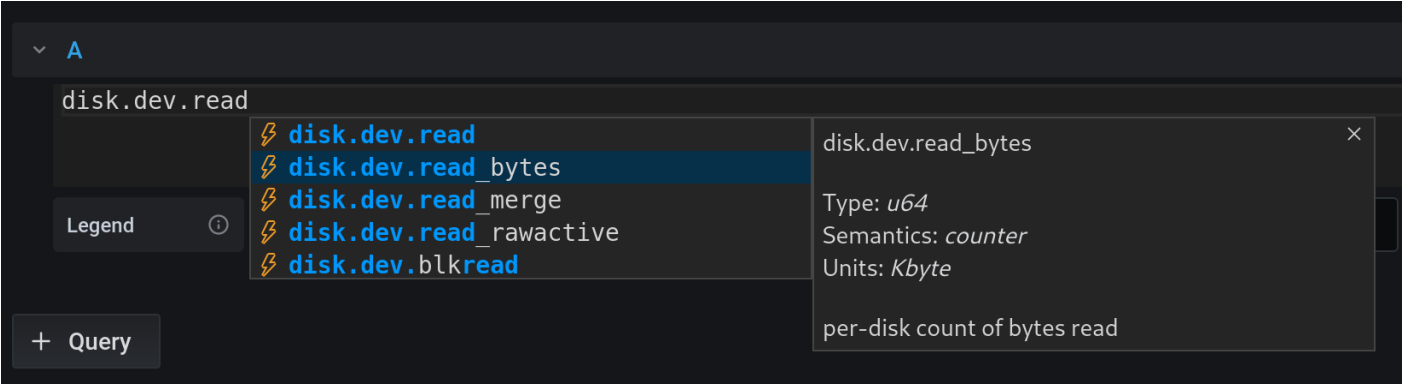 A
disk.dev.read
disk.dev.read
disk.dev.read_bytes
disk.dev.read_merge
disk.dev.read_rawactive
disk.dev.blkread
disk.dev.read_bytes
Type: u64
Semantics: counter
Units: Kbyte
per-disk count of bytes read
Legend
+ Query